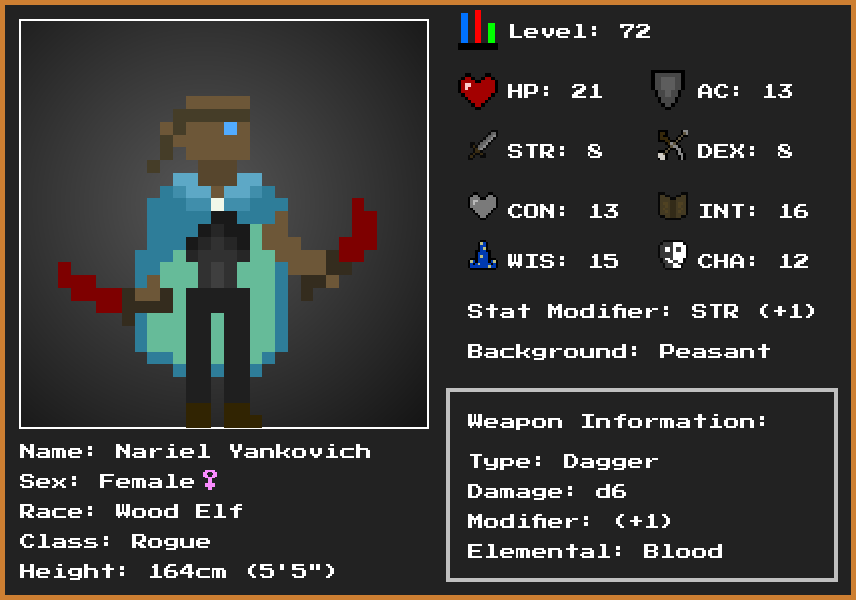 Level: 72
HP: 21 AC: 13
STR: 8 DEX: 8
CON: 13 INT: 16
WIS: 15 CHA: 12
Stat Modifier: STR (+1)
Background: Peasant
Weapon Information:
Type: Dagger
Damage: d6
Modifier: (+1)
Elemental: Blood
Name: Nariel Yankovich
Sex: Female♀
Race: Wood Elf
Class: Rogue
Height: 164cm (5'5")